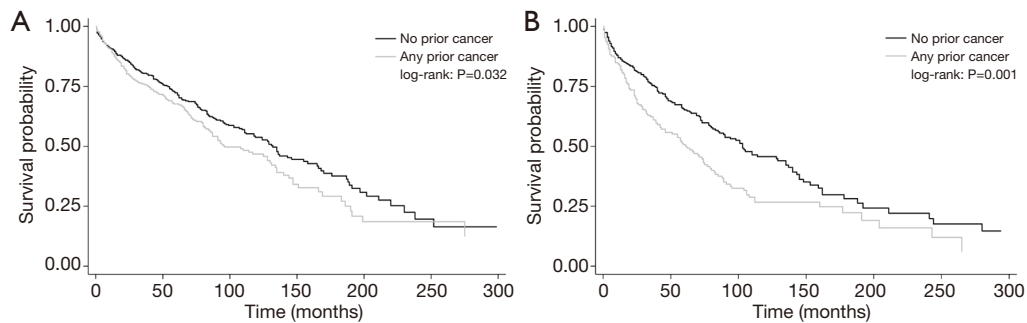 A
1.00
0.75
0.50
0.25
0.00
Survival probability
No prior cancer
Any prior cancer
log-rank: P=0.032
0 50 100 150 200 250 300
Time (months)
B
1.00
0.75
0.50
0.25
0.00
Survival probability
No prior cancer
Any prior cancer
log-rank: P=0.001
0 50 100 150 200 250 300
Time (months)